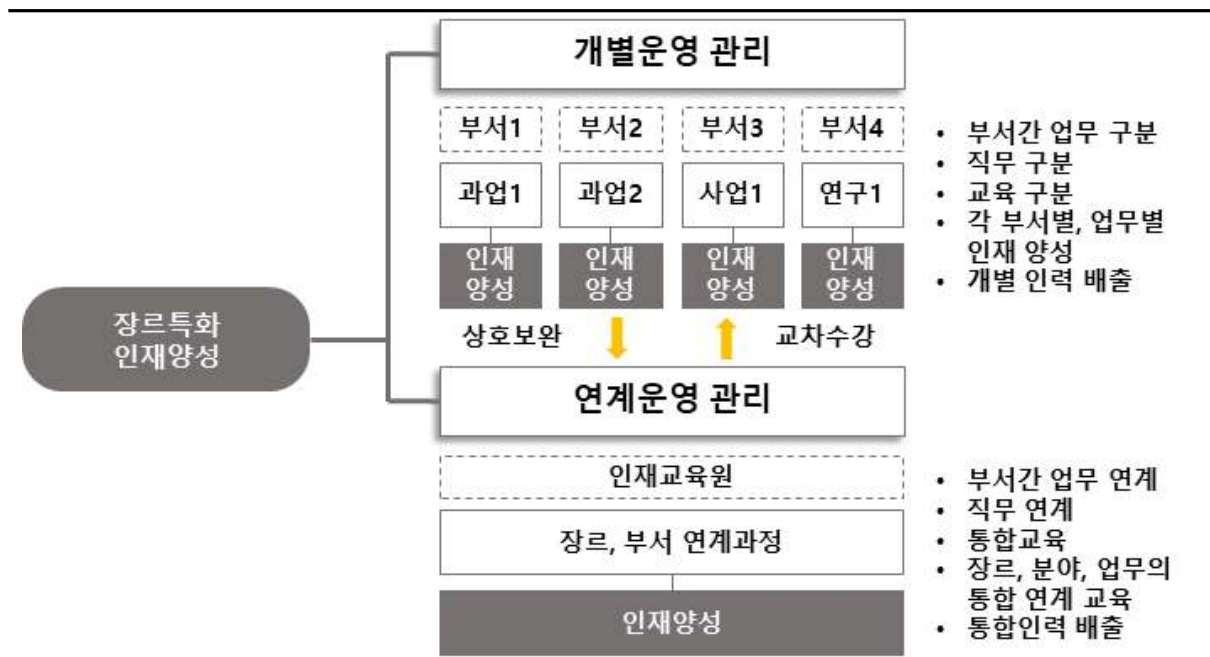 개별운영 관리
부서1 부서2 부서3 부서4
과업1 과업2 사업1 연구1
인재 인재 인재 인재
양성 양성 양성 양성
• 부서간 업무 구분
• 직무 구분
• 교육 구분
• 각 부서별, 업무별
인재 양성
• 개별 인력 배출
장르특화
인재양성
상호보완 교차수강
연계운영 관리
인재교육원
장르, 부서 연계과정
인재양성
• 부서간 업무 연계
• 직무 연계
• 통합교육
• 장르, 분야, 업무의
통합 연계 교육
• 통합인력 배출